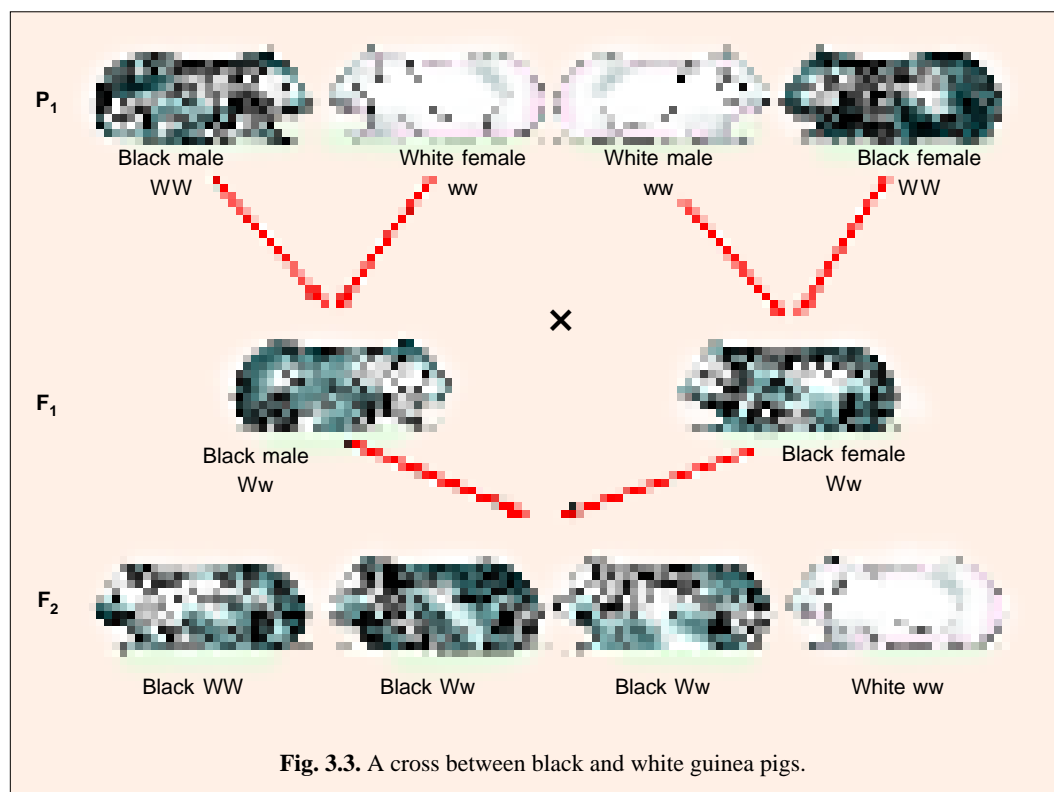 P1
Black male White female White male Black female
WW ww ww WW
×
F1
Black male Black female
Ww Ww
F2
Black WW Black Ww Black Ww White ww
Fig. 3.3. A cross between black and white guinea pigs.